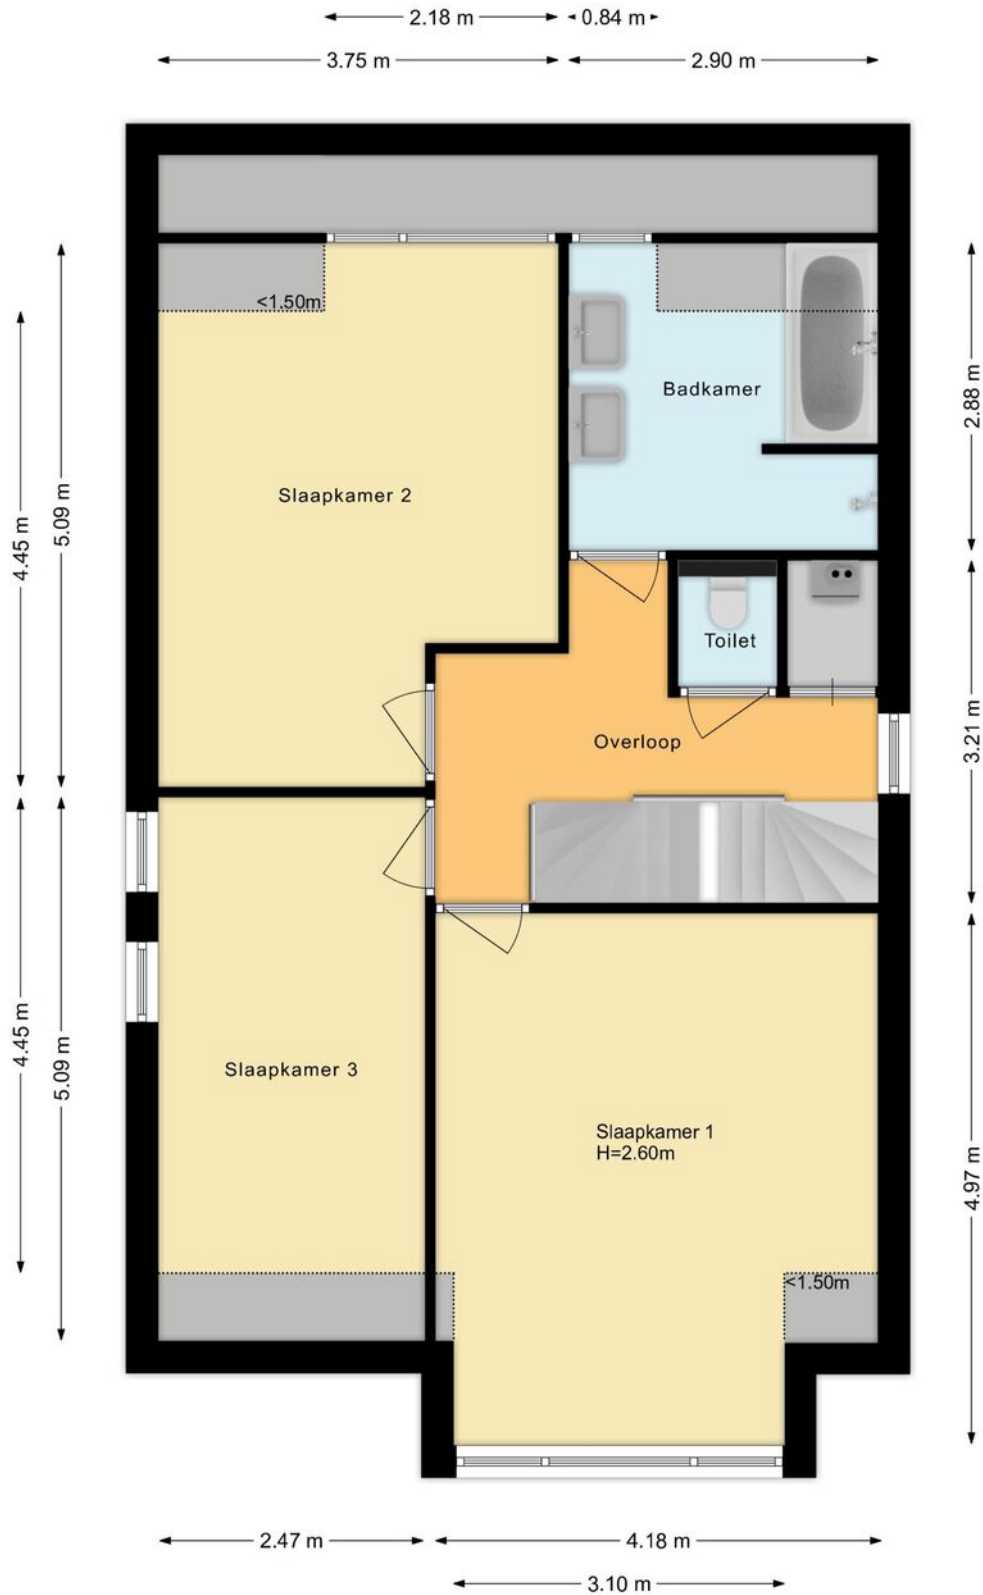 2.18 m
0.84 m
3.75 m
2.90 m
<1.50m
Badkamer
2.88 m
Slaapkamer 2
4.45 m
5.09 m
Toilet
Overloop
3.21 m
4.45 m
5.09 m
Slaapkamer 3
Slaapkamer 1
H=2.60m
4.97 m
<1.50m
2.47 m
4.18 m
3.10 m